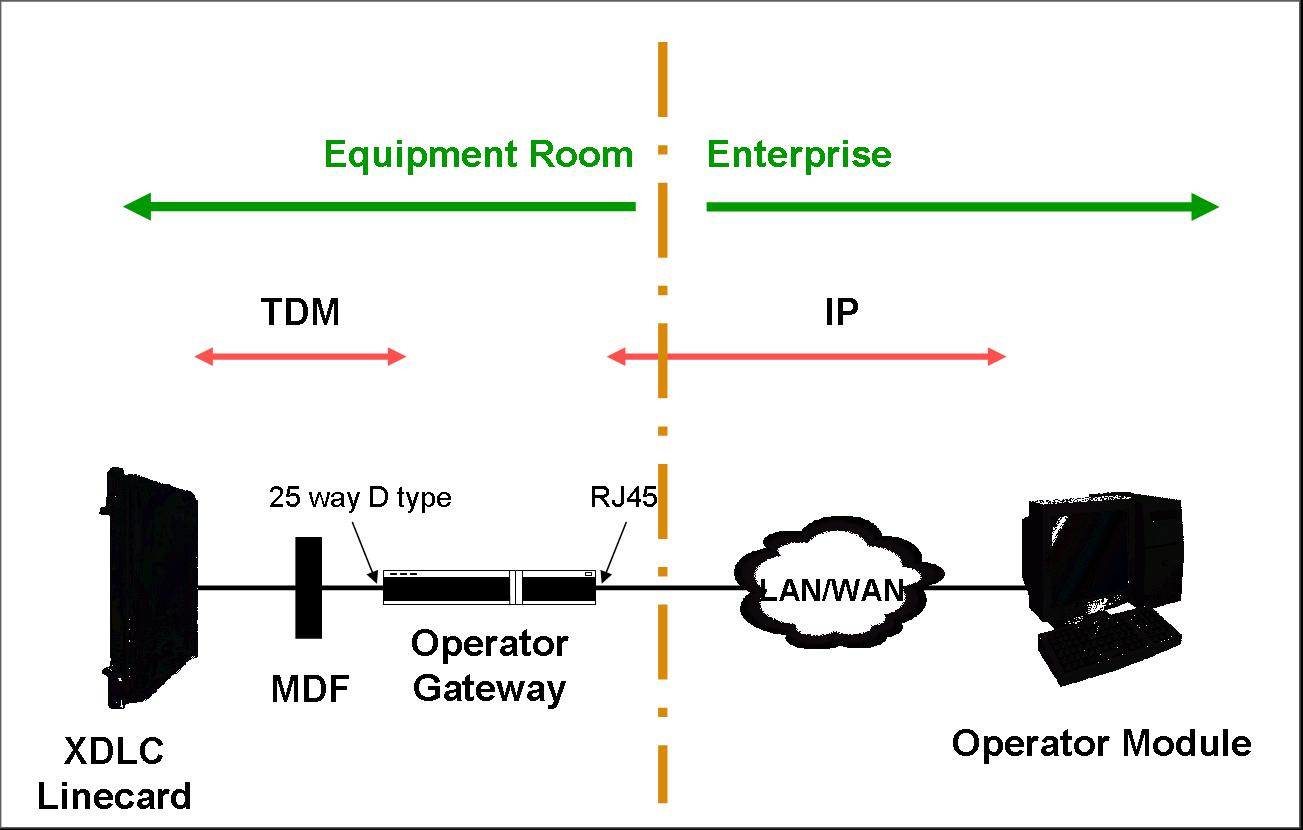 Equipment Room
Enterprise
TDM
IP
25 way D type
RJ45
LAN/WAN
Operator
Gateway
MDF
XDLC
Linecard
Operator Module